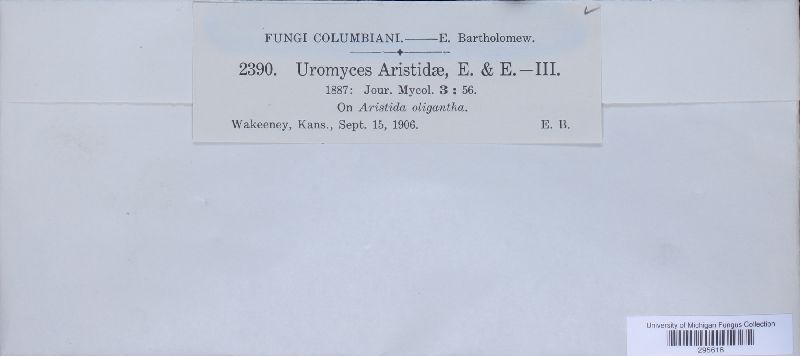 FUNGI COLUMBIANI.——E. Bartholomew.
2390. Uromyces Aristidæ, E. & E.—III.
1887: Jour. Mycol. 3 : 56.
On Aristida oligantha.
Wakeeney, Kans., Sept. 15, 1906. E. B.
University of Michigan Fungus Collection
295616